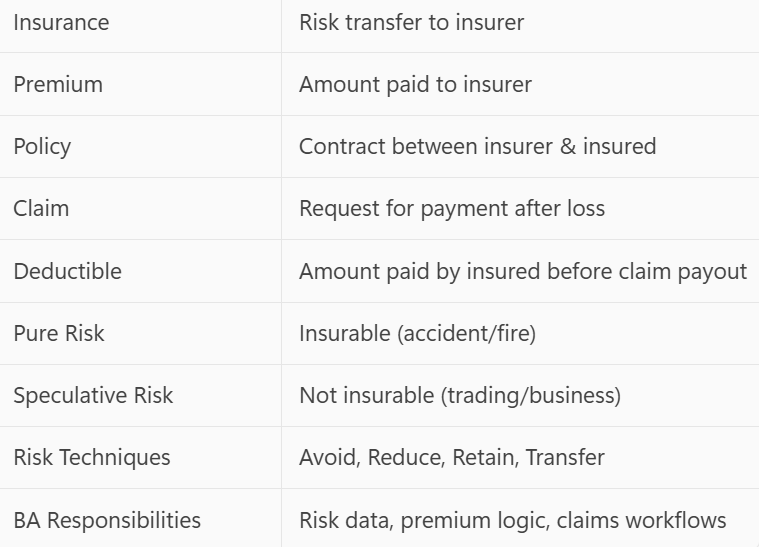 Insurance Risk transfer to insurer
Premium Amount paid to insurer
Policy Contract between insurer & insured
Claim Request for payment after loss
Deductible Amount paid by insured before claim payout
Pure Risk Insurable (accident/fire)
Speculative Risk Not insurable (trading/business)
Risk Techniques Avoid, Reduce, Retain, Transfer
BA Responsibilities Risk data, premium logic, claims workflows